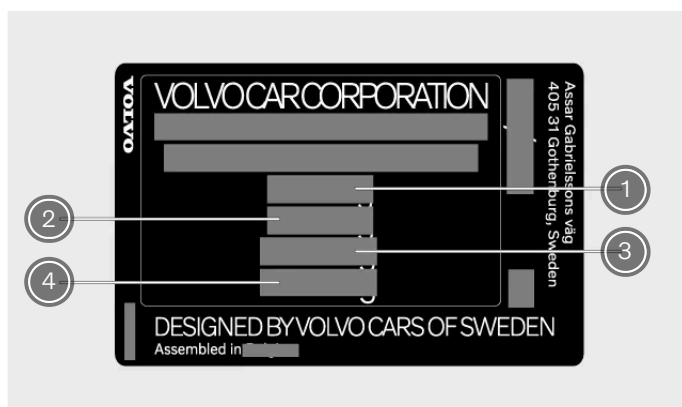 VOLVO
VOLVO CAR CORPORATION
Assar Gabrielssons väg
405 31 Gothenburg, Sweden
1
2
3
4
DESIGNED BY VOLVO CARS OF SWEDEN
Assembled in